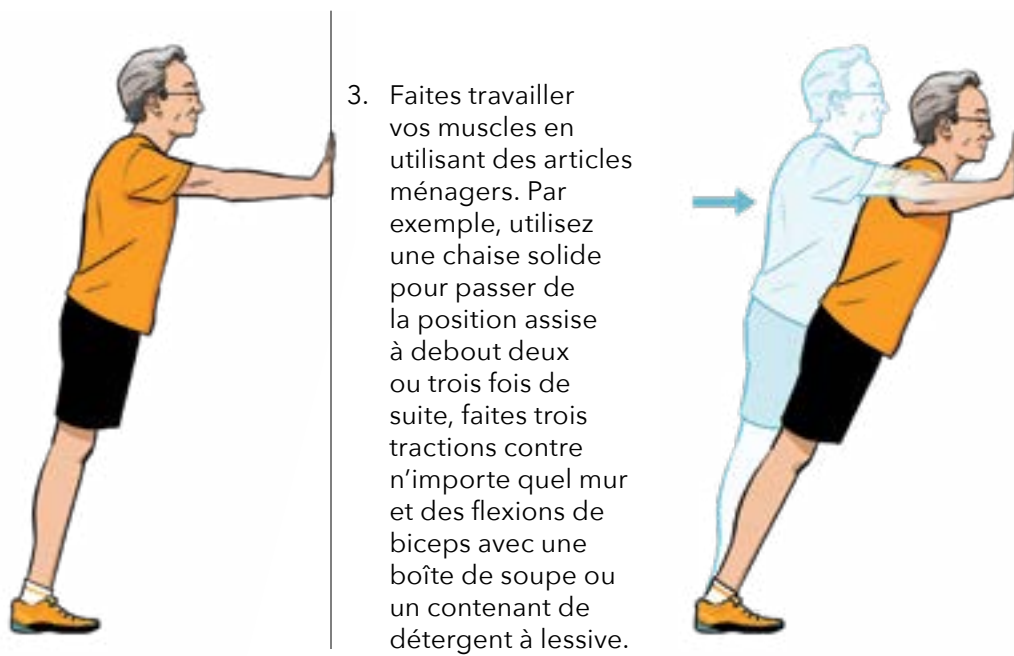 3. Faites travailler
vos muscles en
utilisant des articles
ménagers. Par
exemple, utilisez
une chaise solide
pour passer de
la position assise
à debout deux
ou trois fois de
suite, faites trois
tractions contre
n’importe quel mur
et des flexions de
biceps avec une
boîte de soupe ou
un contenant de
détergent à lessive.